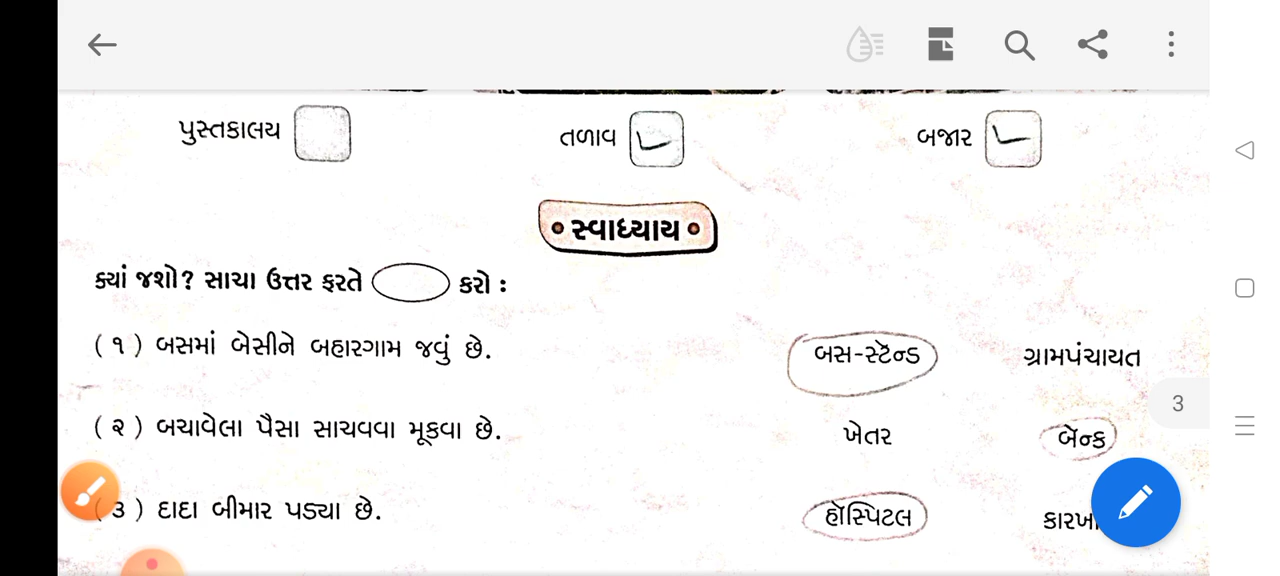 પુસ્તકાલય તળાવ બજાર
સ્વાધ્યાય
ક્યાં જશો? સાચા ઉત્તર ફરતે કરો :
(૧) બસમાં બેસીને બહારગામ જવું છે. બસ-સ્ટૅન્ડ ગ્રામપંચાયત
3
(૨) બચાવેલા પૈસા સાચવવા મૂકવા છે. ખેતર બૅન્ક
(૩) દાદા બીમાર પડ્યા છે. હૉસ્પિટલ